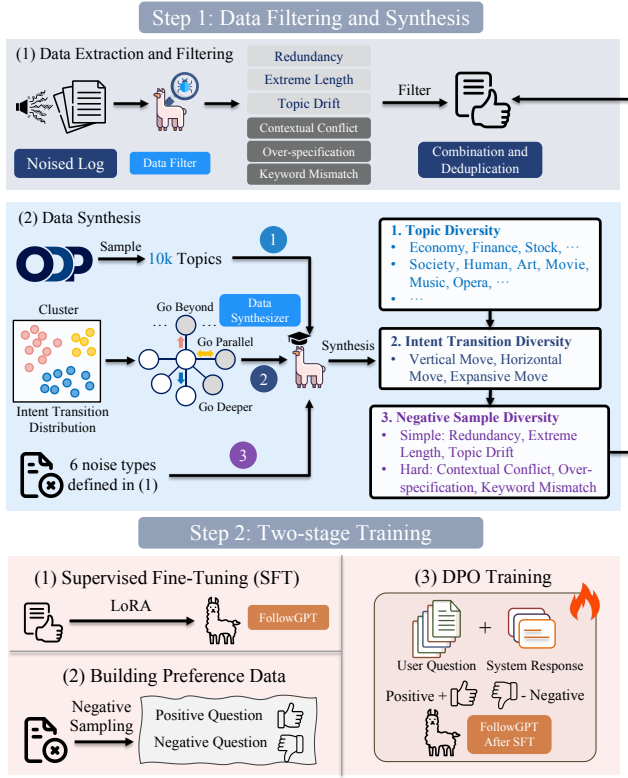 Step 1: Data Filtering and Synthesis
(1) Data Extraction and Filtering
Noised Log
Data Filter
Redundancy
Extreme Length
Topic Drift
Contextual Conflict
Over-specification
Keyword Mismatch
Filter
Combination and
Deduplication
(2) Data Synthesis
ODP
Sample
10k Topics
1
Cluster
Intent Transition
Distribution
Go Beyond
... ...
Go Parallel
Go Deeper
Data
Synthesizer
2
Synthesis
6 noise types
defined in (1)
3
1. Topic Diversity
• Economy, Finance, Stock, ...
• Society, Human, Art, Movie,
Music, Opera, ...
• ...
2. Intent Transition Diversity
• Vertical Move, Horizontal
Move, Expansive Move
3. Negative Sample Diversity
• Simple: Redundancy, Extreme
Length, Topic Drift
• Hard: Contextual Conflict, Over-
specification, Keyword Mismatch
Step 2: Two-stage Training
(1) Supervised Fine-Tuning (SFT)
LoRA
FollowGPT
(2) Building Preference Data
Negative
Sampling
Positive Question
Negative Question
(3) DPO Training
+
User Question
System Response
Positive +
- Negative
FollowGPT
After SFT